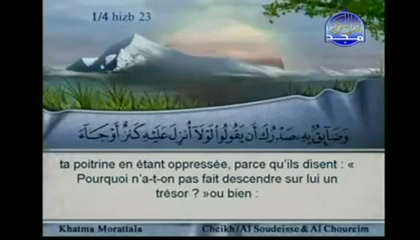 1/4 hizb 23
مجد
وَضَآئِقٌۢ بِهِۦ صَدْرُكَ أَن يَقُولُوا۟ لَوْلَآ أُنزِلَ عَلَيْهِ كَنزٌ أَوْ جَآءَ
ta poitrine en étant oppressée, parce qu'ils disent : «
Pourquoi n'a-t-on pas fait descendre sur lui un
trésor ? »ou bien :
Khatma Morattala
Cheikh/Al Soudeisse & Al Choureim